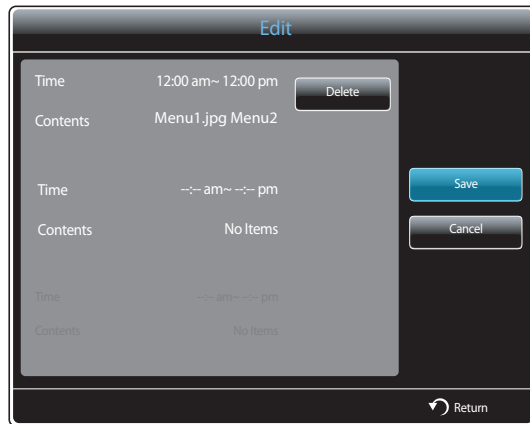 Edit
Time 12:00 am~ 12:00 pm
Delete
Contents Menu1.jpg Menu2
Time --:-- am~ --:-- pm
Save
Contents No Items
Cancel
Time --:-- am~ --:-- pm
Contents No Items
Return